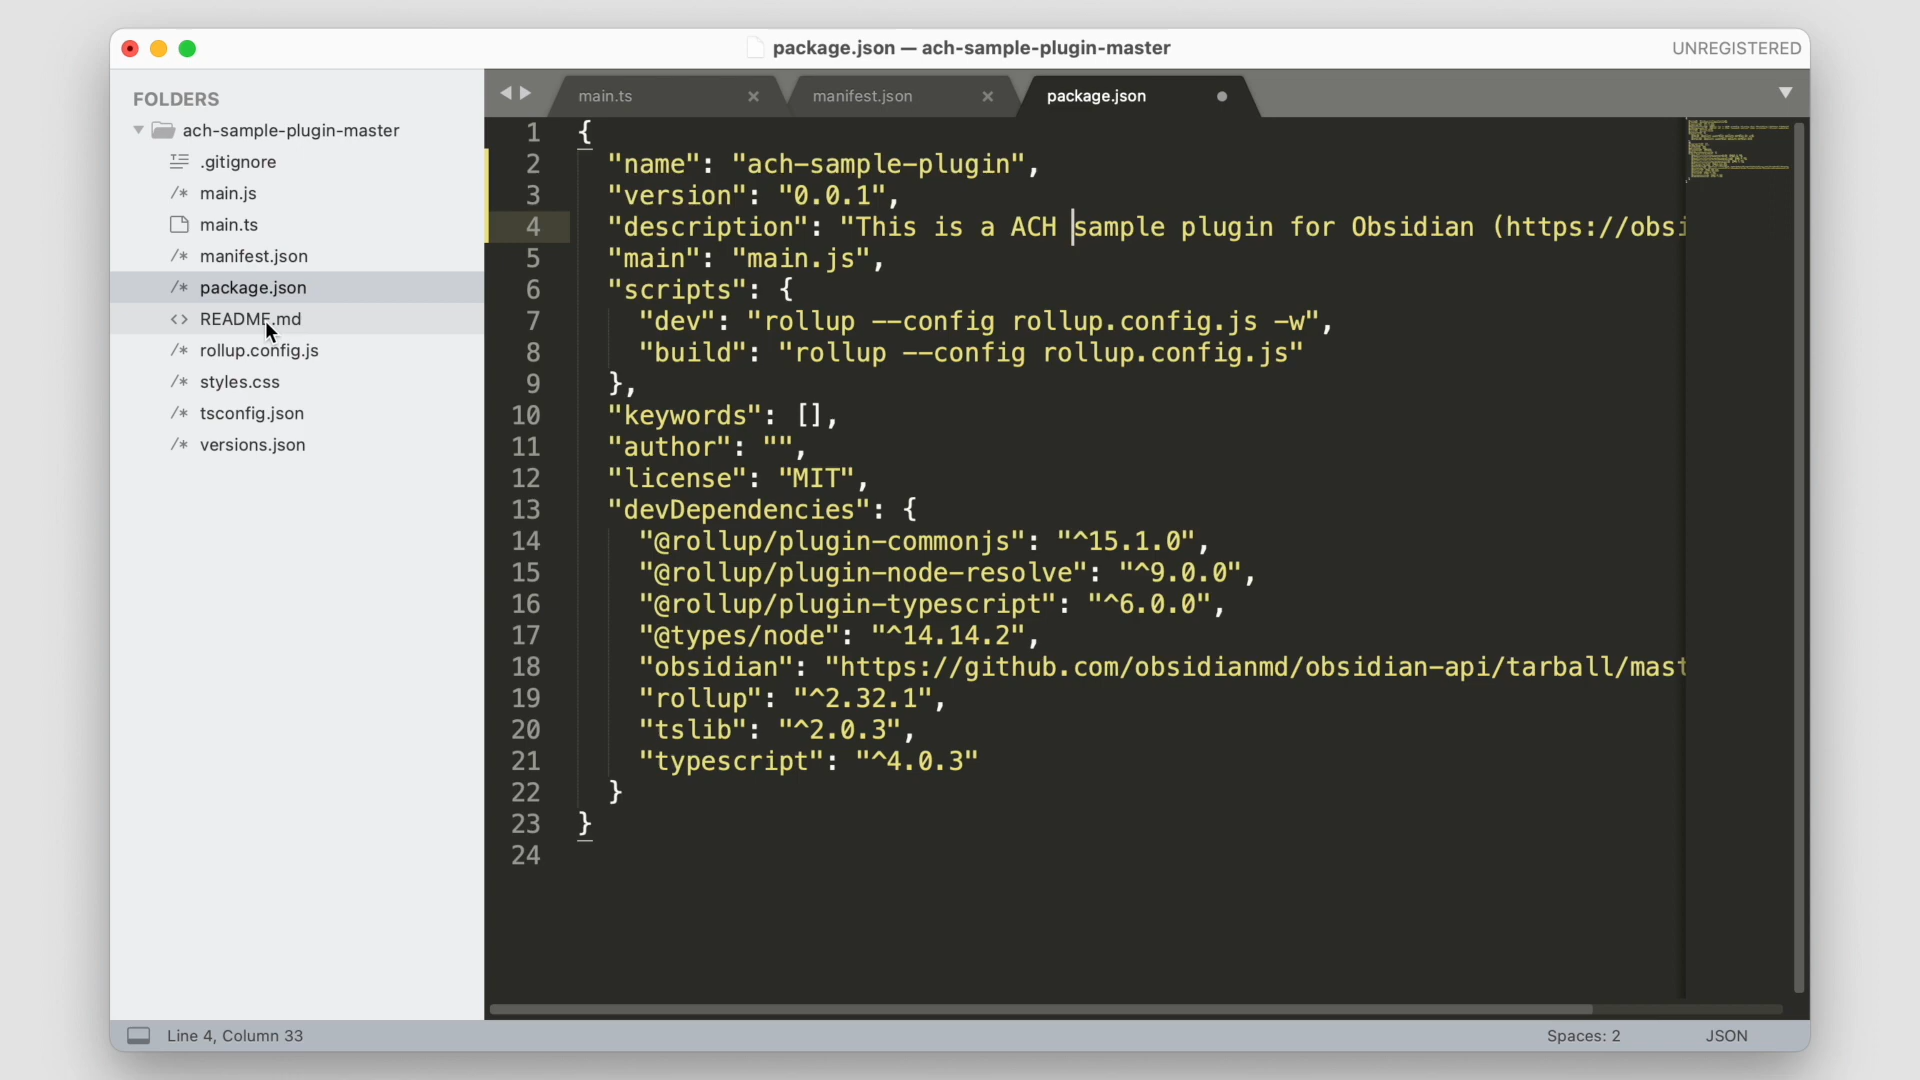 package.json — ach-sample-plugin-master
UNREGISTERED
FOLDERS
ach-sample-plugin-master
.gitignore
/* main.js
main.ts
/* manifest.json
/* package.json
<> README.md
/* rollup.config.js
/* styles.css
/* tsconfig.json
/* versions.json
main.ts
manifest.json
package.json
1 {
2 "name": "ach-sample-plugin",
3 "version": "0.0.1",
4 "description": "This is a ACH sample plugin for Obsidian (https://obsi
5 "main": "main.js",
6 "scripts": {
7 "dev": "rollup --config rollup.config.js -w",
8 "build": "rollup --config rollup.config.js"
9 },
10 "keywords": [],
11 "author": "",
12 "license": "MIT",
13 "devDependencies": {
14 "@rollup/plugin-commonjs": "^15.1.0",
15 "@rollup/plugin-node-resolve": "^9.0.0",
16 "@rollup/plugin-typescript": "^6.0.0",
17 "@types/node": "^14.14.2",
18 "obsidian": "https://github.com/obsidianmd/obsidian-api/tarball/mast
19 "rollup": "^2.32.1",
20 "tslib": "^2.0.3",
21 "typescript": "^4.0.3"
22 }
23 }
24
Line 4, Column 33
Spaces: 2
JSON